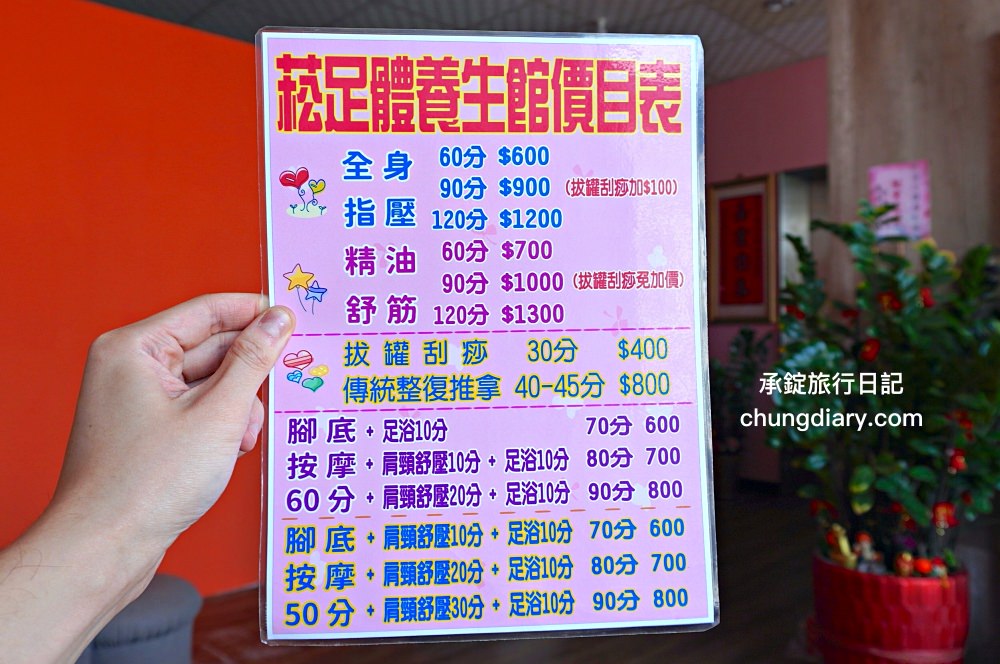 菘足體養生館價目表
全身 60分 $600
90分 $900 (拔罐刮痧加$100)
指壓 120分 $1200
精油 60分 $700
90分 $1000 (拔罐刮痧免加價)
舒筋 120分 $1300
拔罐刮痧 30分 $400
傳統整復推拿 40-45分 $800
腳底 + 足浴10分 70分 600
按摩 + 肩頸舒壓10分 + 足浴10分 80分 700
60分 + 肩頸舒壓20分 + 足浴10分 90分 800
腳底 + 肩頸舒壓10分 + 足浴10分 70分 600
按摩 + 肩頸舒壓20分 + 足浴10分 80分 700
50分 + 肩頸舒壓30分 + 足浴10分 90分 800
承錠旅行日記
chungdiary.com